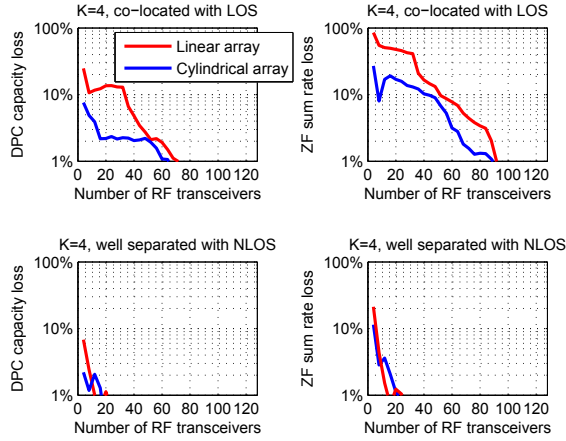 K=4, co−located with LOS
100%
10%
1%
DPC capacity loss
0 20 40 60 80 100 120
Number of RF transceivers
Linear array
Cylindrical array
K=4, co−located with LOS
100%
10%
1%
ZF sum rate loss
0 20 40 60 80 100 120
Number of RF transceivers
K=4, well separated with NLOS
100%
10%
1%
DPC capacity loss
0 20 40 60 80 100 120
Number of RF transceivers
K=4, well separated with NLOS
100%
10%
1%
ZF sum rate loss
0 20 40 60 80 100 120
Number of RF transceivers